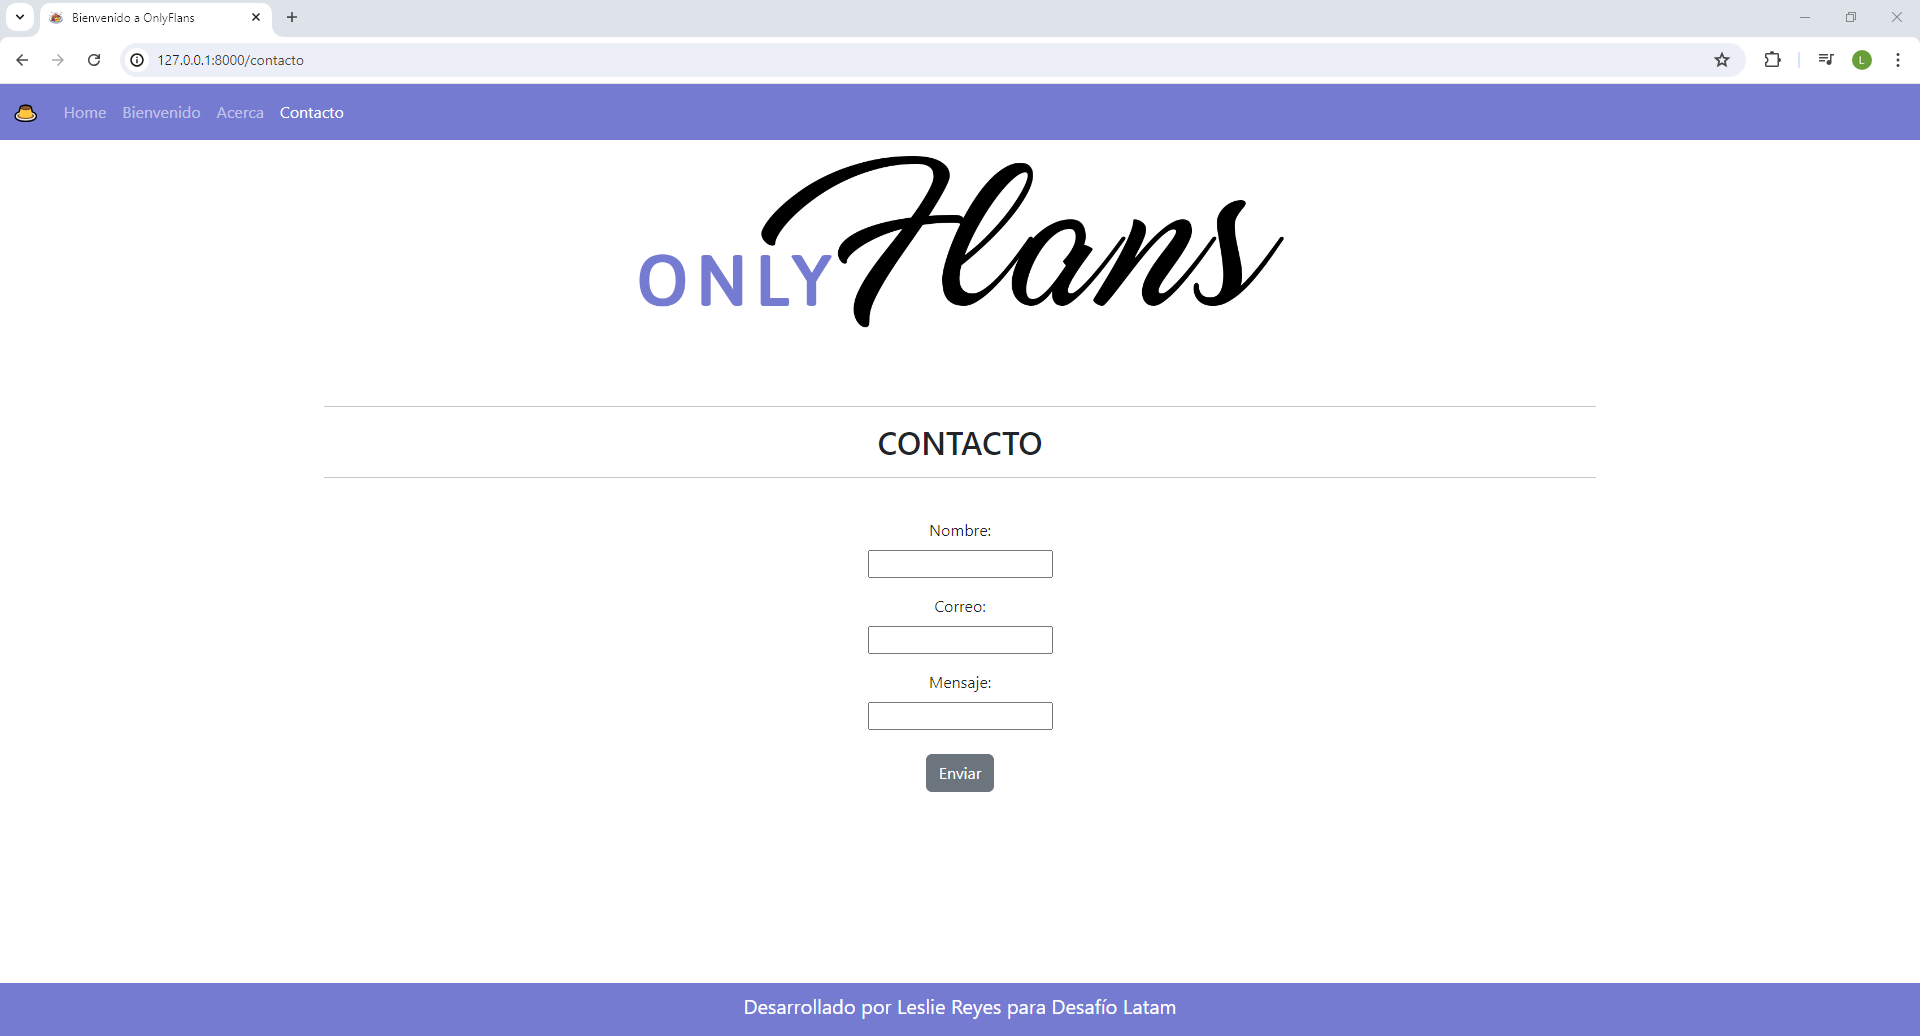 Bienvenido a OnlyFlans
127.0.0.1:8000/contacto
L
Home Bienvenido Acerca Contacto
ONLY Flans
CONTACTO
Nombre:
Correo:
Mensaje:
Enviar
Desarrollado por Leslie Reyes para Desafío Latam